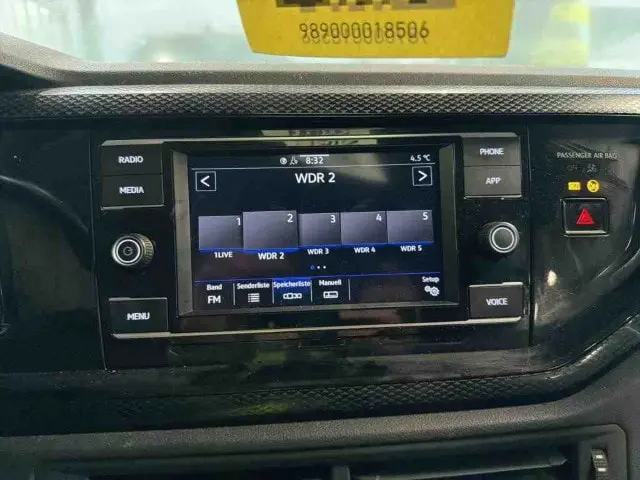 989000018506
RADIO
MEDIA
MENU
8:32
4.5 °C
WDR 2
1
2
3
4
5
1LIVE
WDR 2
WDR 3
WDR 4
WDR 5
Band
FM
Senderliste
Speicherliste
Manuell
Setup
PHONE
APP
VOICE
PASSENGER AIR BAG